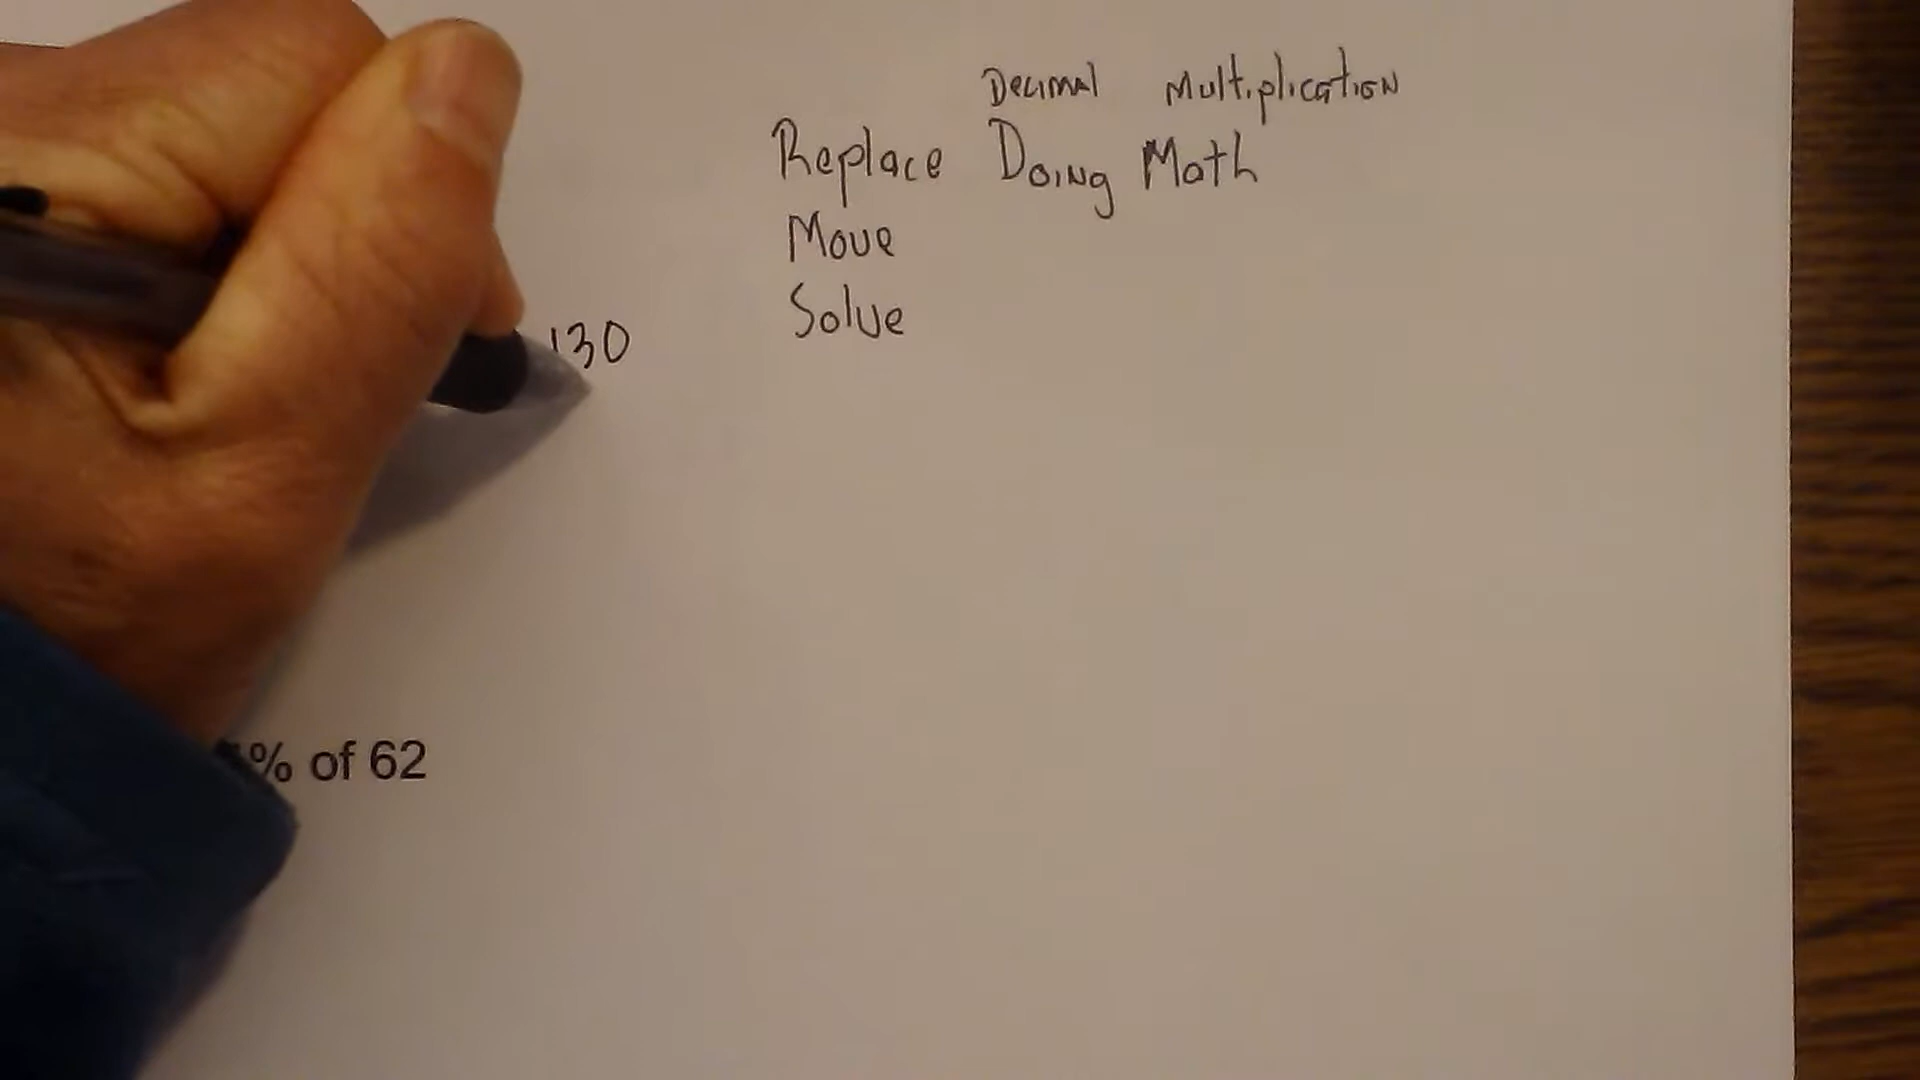 Decimal Multiplication
Replace Doing Math
Move
Solve
130
% of 62